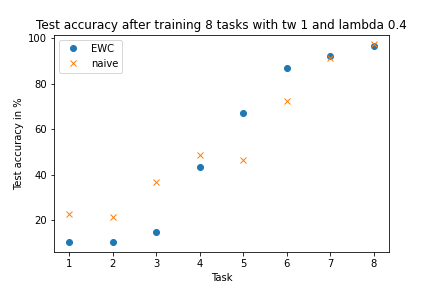 Test accuracy after training 8 tasks with tw 1 and lambda 0.4
EWC
naive
100
80
60
40
20
Test accuracy in %
1 2 3 4 5 6 7 8
Task